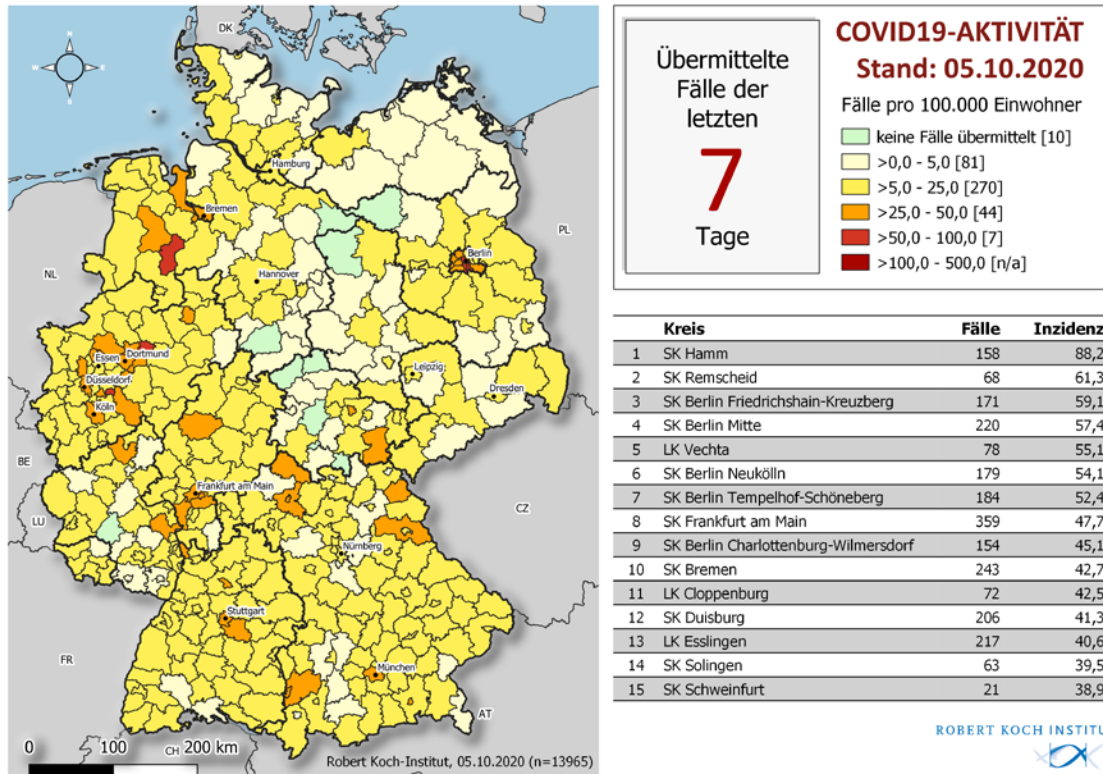 DK
Hamburg
Bremen
PL
Berlin
NL
Hannover
Essen
Dortmund
Düsseldorf
Leipzig
Köln
Dresden
BE
Frankfurt am Main
LU
CZ
Nürnberg
Stuttgart
FR
München
AT
0 100 CH 200 km
Robert Koch-Institut, 05.10.2020 (n=13965)
Übermittelte
Fälle der
letzten
7
Tage
COVID19-AKTIVITÄT
Stand: 05.10.2020
Fälle pro 100.000 Einwohner
keine Fälle übermittelt [10]
>0,0 - 5,0 [81]
>5,0 - 25,0 [270]
>25,0 - 50,0 [44]
>50,0 - 100,0 [7]
>100,0 - 500,0 [n/a]
Kreis Fälle Inzidenz
1 SK Hamm 158 88,2
2 SK Remscheid 68 61,3
3 SK Berlin Friedrichshain-Kreuzberg 171 59,1
4 SK Berlin Mitte 220 57,4
5 LK Vechta 78 55,1
6 SK Berlin Neukölln 179 54,1
7 SK Berlin Tempelhof-Schöneberg 184 52,4
8 SK Frankfurt am Main 359 47,7
9 SK Berlin Charlottenburg-Wilmersdorf 154 45,1
10 SK Bremen 243 42,7
11 LK Cloppenburg 72 42,5
12 SK Duisburg 206 41,3
13 LK Esslingen 217 40,6
14 SK Solingen 63 39,5
15 SK Schweinfurt 21 38,9
ROBERT KOCH INSTITU